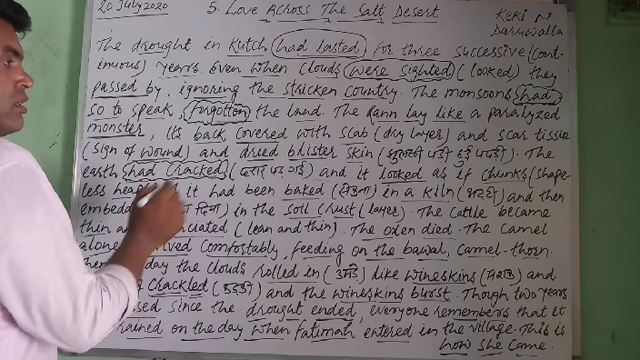 20 July 2020
5. Love Across The Salt Desert
Keki N
Daruwalla
The drought in Kutch had lasted for three successive (cont-
inuous) years. Even when clouds were sighted (looked) they
passed by, ignoring the stricken country. The monsoons had
so to speak, forgotten the land. The Rann lay like a paralyzed
monster, Its back covered with scab (dry layer) and scar tissue
(sign of wound) and dried blister skin The
earth had cracked and it looked as if chunks (shape-
less it had been baked in a kiln and then
in the soil crust (layer). The cattle became
thin (lean and thin). The oxen died. The camel
alone comfortably, feeding on the bawal, camel-thorn.
day the clouds rolled in like wineskins and
crackled and the wineskins burst. Though two years
since the drought ended, everyone remembers that it
rained on the day when Fatimah entered in the village. This is
how she came.